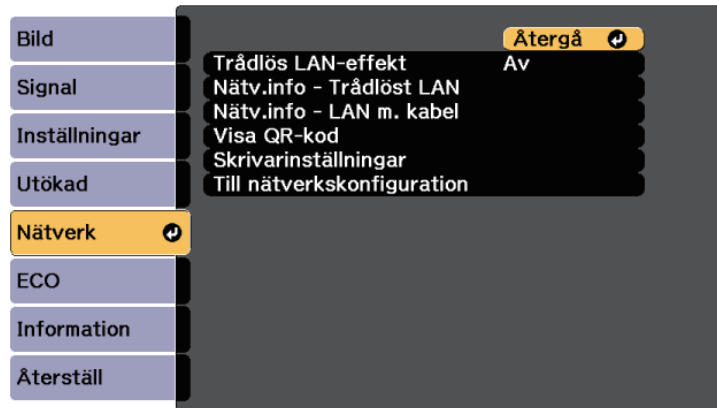 Bild
Signal
Inställningar
Utökad
Nätverk
ECO
Information
Återställ
Återgå
Trådlös LAN-effekt Av
Nätv.info - Trådlöst LAN
Nätv.info - LAN m. kabel
Visa QR-kod
Skrivarinställningar
Till nätverkskonfiguration